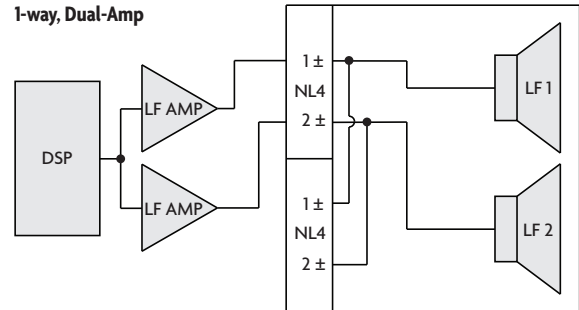 1-way, Dual-Amp
DSP
LF AMP
LF AMP
1 ±
NL4
2 ±
1 ±
NL4
2 ±
LF 1
LF 2